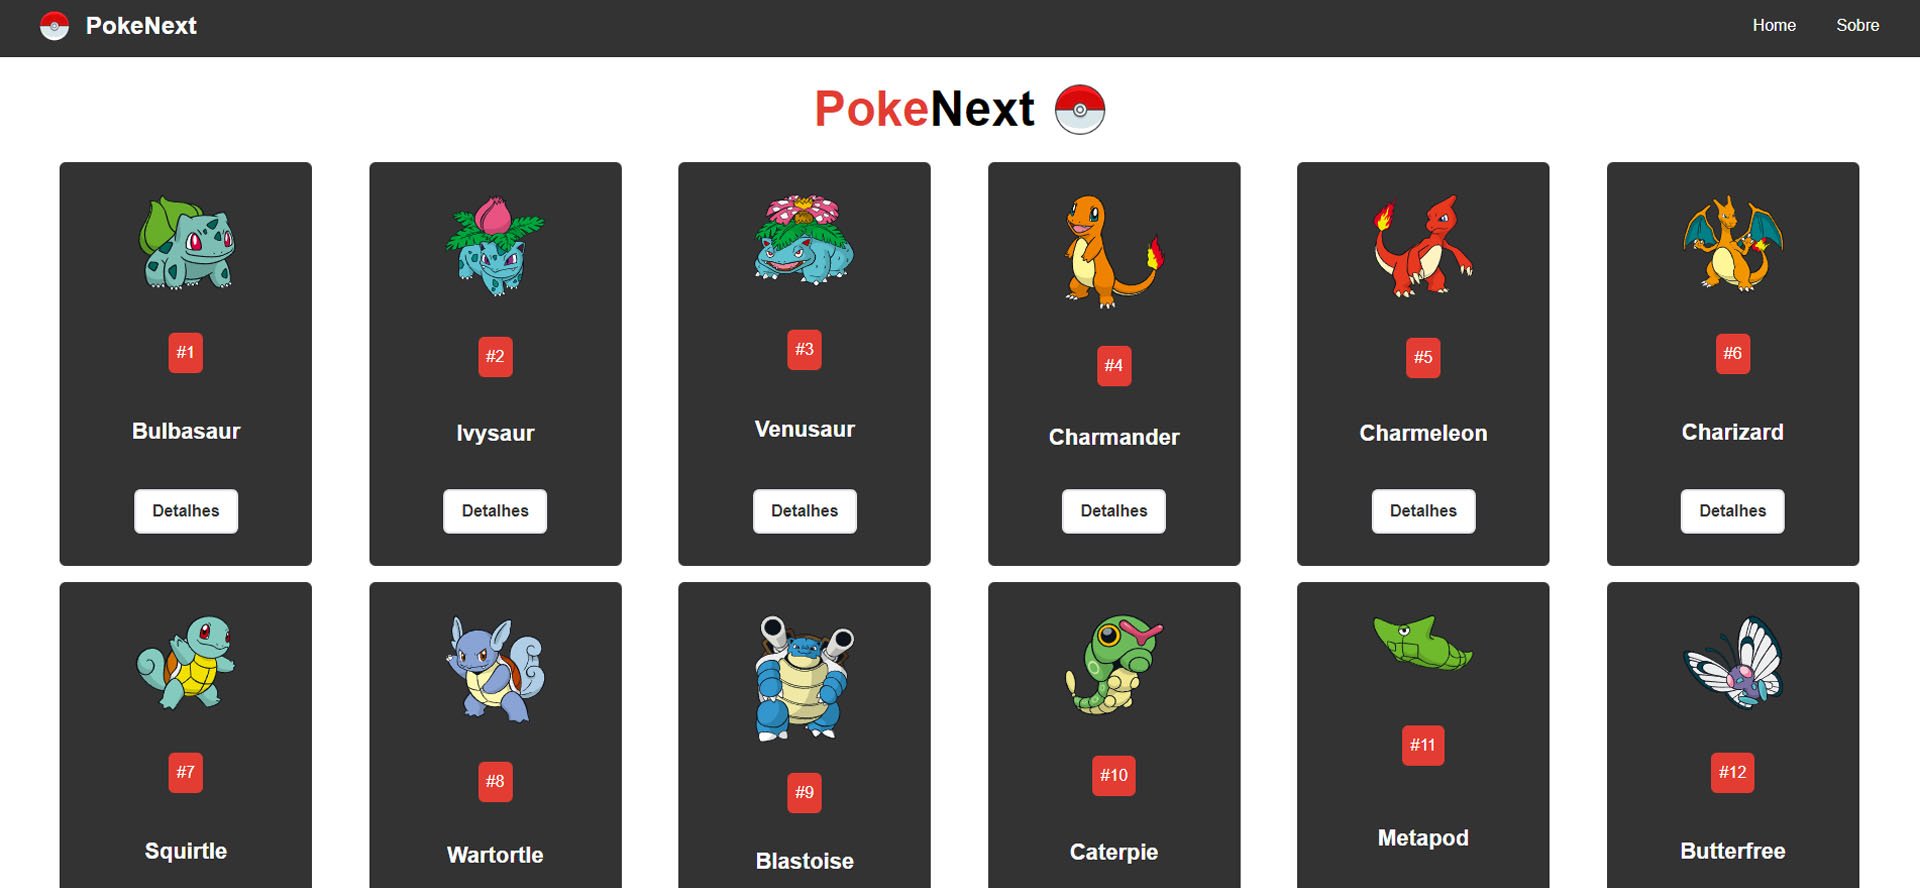 PokeNext
Home
Sobre
PokeNext
#1
#2
#3
#4
#5
#6
Bulbasaur
Ivysaur
Venusaur
Charmander
Charmeleon
Charizard
Detalhes
Detalhes
Detalhes
Detalhes
Detalhes
Detalhes
#7
#8
#9
#10
#11
#12
Squirtle
Wartortle
Blastoise
Caterpie
Metapod
Butterfree